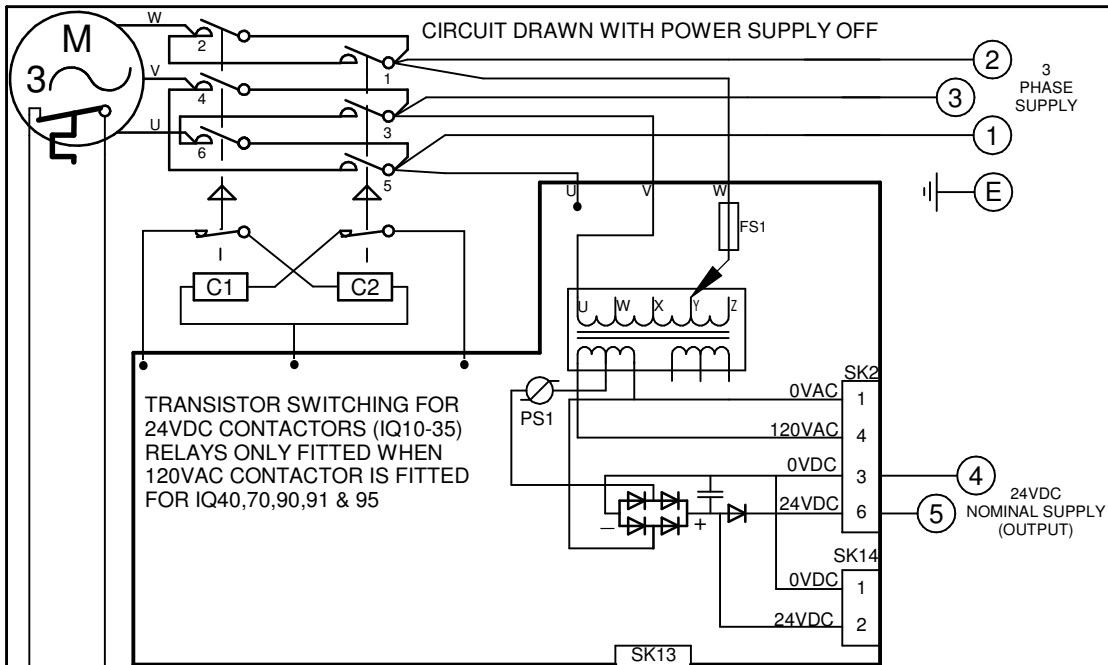 CIRCUIT DRAWN WITH POWER SUPPLY OFF
M
3
W
V
U
2
4
6
1
3
5
2
3
1
E
3
PHASE
SUPPLY
U
V
W
FS1
C1
C2
U W X Y Z
PS1
TRANSISTOR SWITCHING FOR
24VDC CONTACTORS (IQ10-35)
RELAYS ONLY FITTED WHEN
120VAC CONTACTOR IS FITTED
FOR IQ40,70,90,91 & 95
SK2
0VAC 1
120VAC 4
0VDC 3
24VDC 6
4
5
24VDC
NOMINAL SUPPLY
(OUTPUT)
− +
SK14
0VDC 1
24VDC 2
SK13